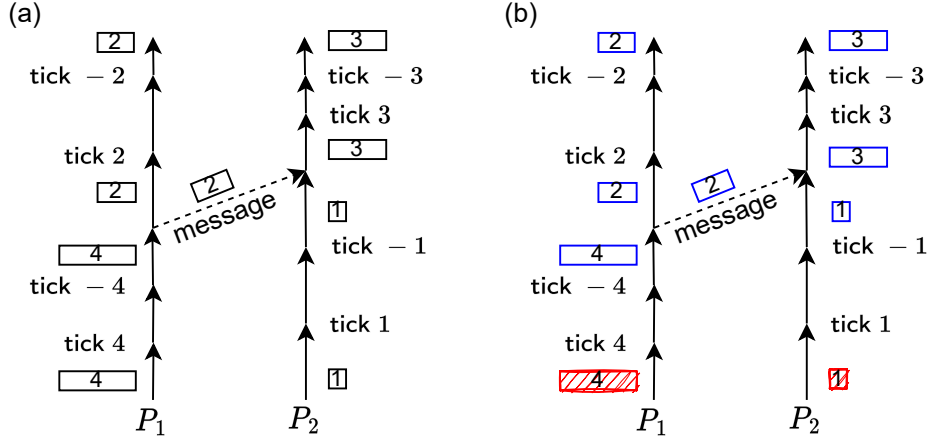 (a)
2
3
tick − 2
tick − 3
tick 3
3
tick 2
2
2
message
1
4
tick − 1
tick − 4
tick 1
tick 4
4
1
P1
P2
(b)
2
3
tick − 2
tick − 3
tick 3
tick 2
3
2
2
message
1
4
tick − 1
tick − 4
tick 1
tick 4
4
1
P1
P2